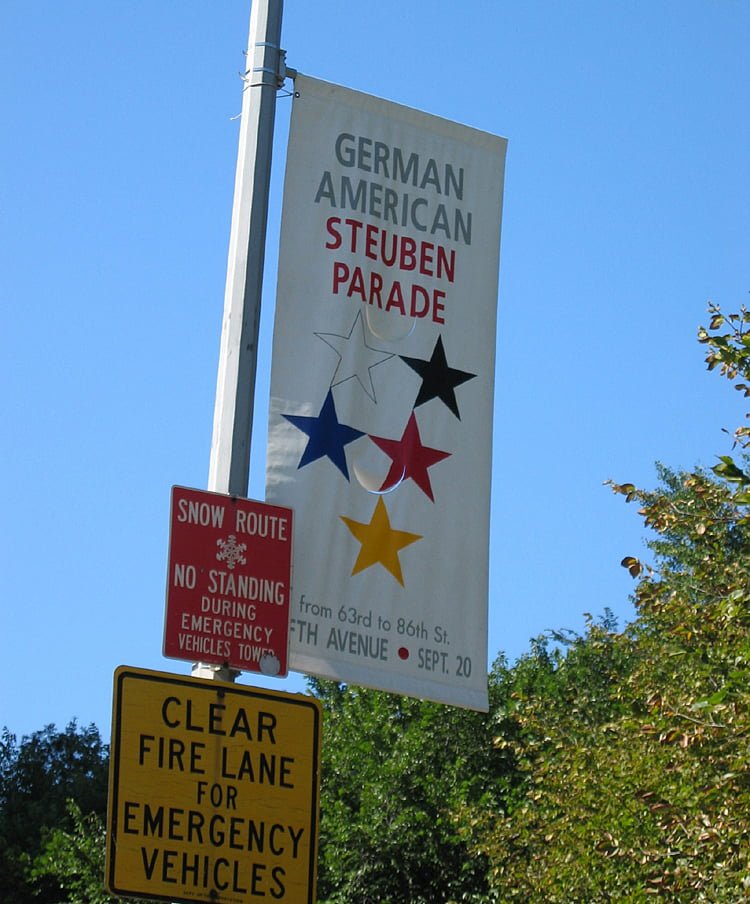 GERMAN
AMERICAN
STEUBEN
PARADE
from 63rd to 86th St.
FTH AVENUE • SEPT. 20
SNOW ROUTE
NO STANDING
DURING
EMERGENCY
VEHICLES TOWED
CLEAR
FIRE LANE
FOR
EMERGENCY
VEHICLES